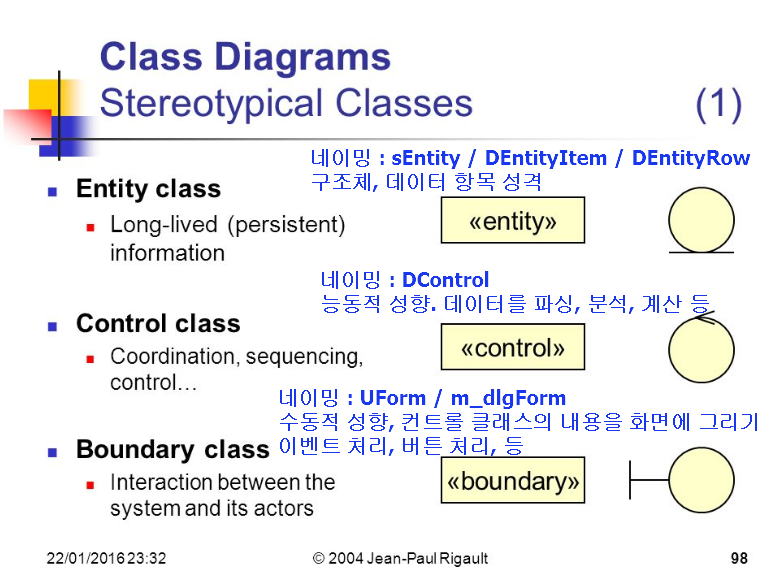 Class Diagrams
Stereotypical Classes (1)
네이밍 : sEntity / DEntityItem / DEntityRow
구조체, 데이터 항목 성격
Entity class
Long-lived (persistent)
information
«entity»
네이밍 : DControl
능동적 성향. 데이터를 파싱, 분석, 계산 등
Control class
Coordination, sequencing,
control…
«control»
네이밍 : UForm / m_dlgForm
수동적 성향, 컨트롤 클래스의 내용을 화면에 그리기
이벤트 처리, 버튼 처리, 등
Boundary class
Interaction between the
system and its actors
«boundary»
22/01/2016 23:32 © 2004 Jean-Paul Rigault 98